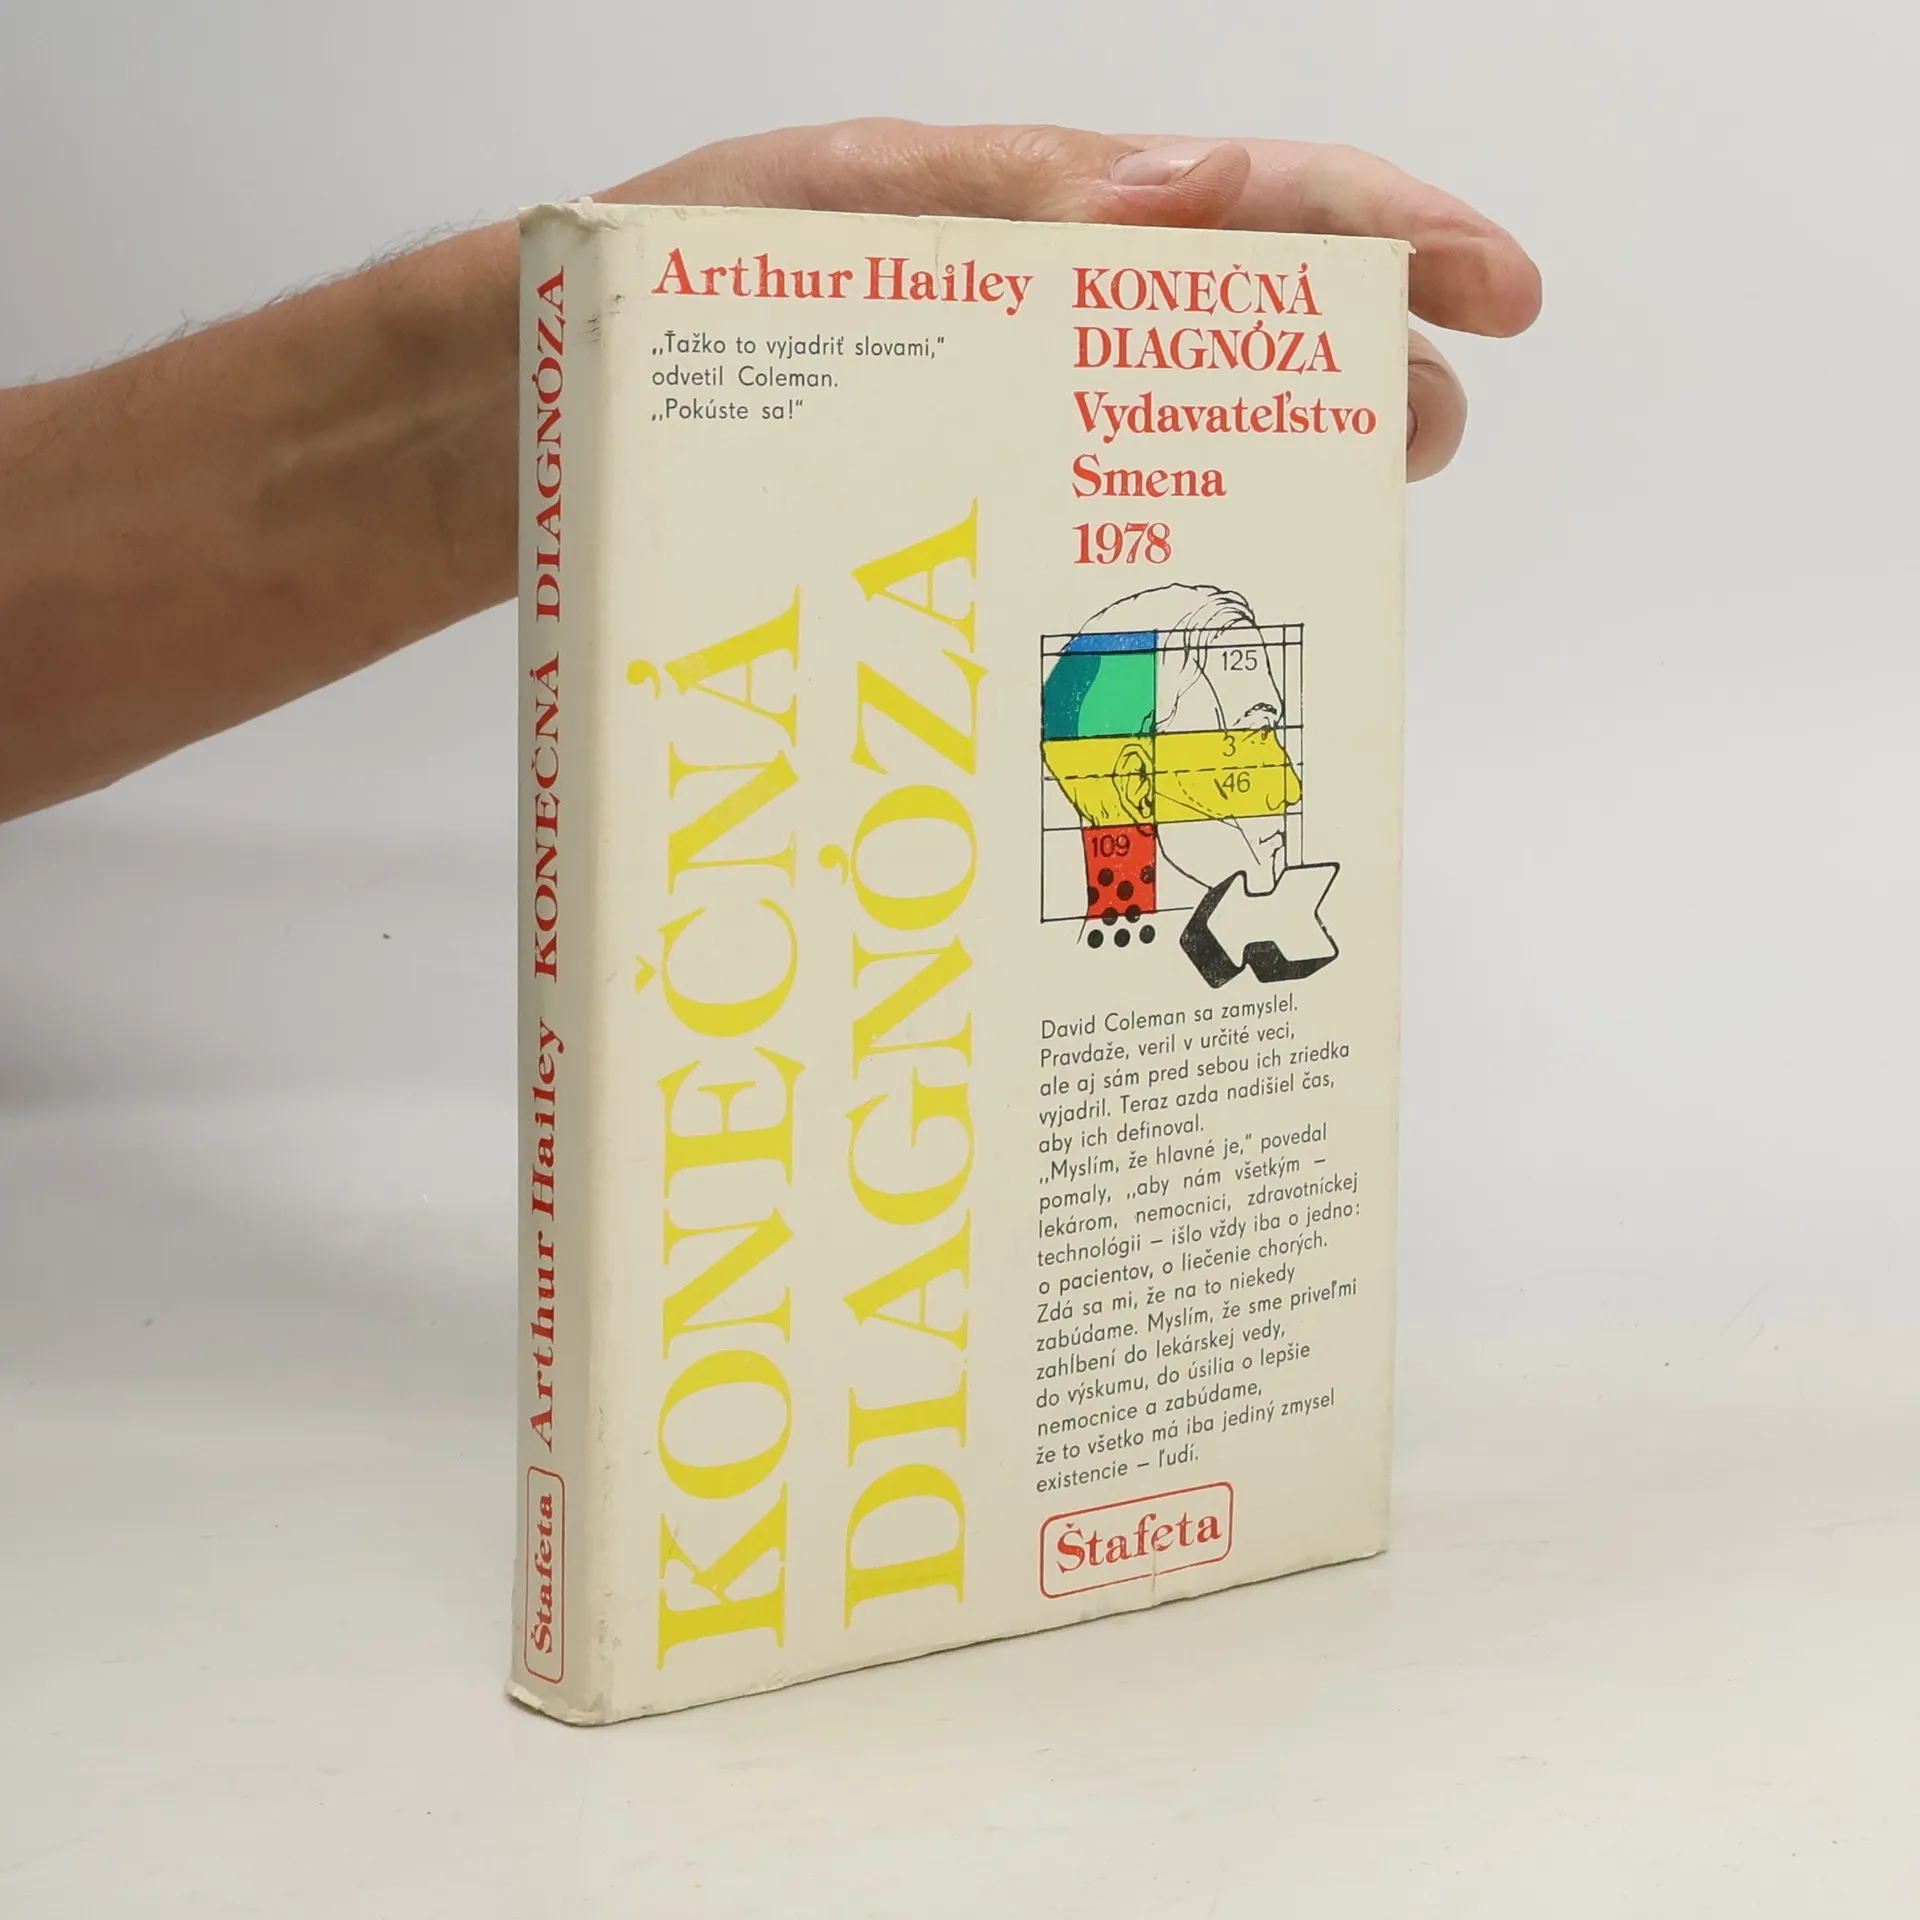 Štafeta Arthur Hailey KONEČNÁ DIAGNÓZA
Arthur Hailey
„Ťažko to vyjadriť slovami,“
odvetil Coleman.
„Pokúste sa!“
KONEČNÁ
DIAGNÓZA
KONEČNÁ
DIAGNÓZA
Vydavateľstvo
Smena
1978
125
3
46
109
David Coleman sa zamyslel.
Pravdaže, veril v určité veci,
ale aj sám pred sebou ich zriedka
vyjadril. Teraz azda nadišiel čas,
aby ich definoval.
„Myslím, že hlavné je,“ povedal
pomaly, „aby nám všetkým –
lekárom, nemocnici, zdravotníckej
technológii – išlo vždy iba o jedno:
o pacientov, o liečenie chorých.
Zdá sa mi, že na to niekedy
zabúdame. Myslím, že sme priveľmi
zahĺbení do lekárskej vedy,
do výskumu, do úsilia o lepšie
nemocnice a zabúdame,
že to všetko má iba jediný zmysel
existencie – ľudí.
Štafeta